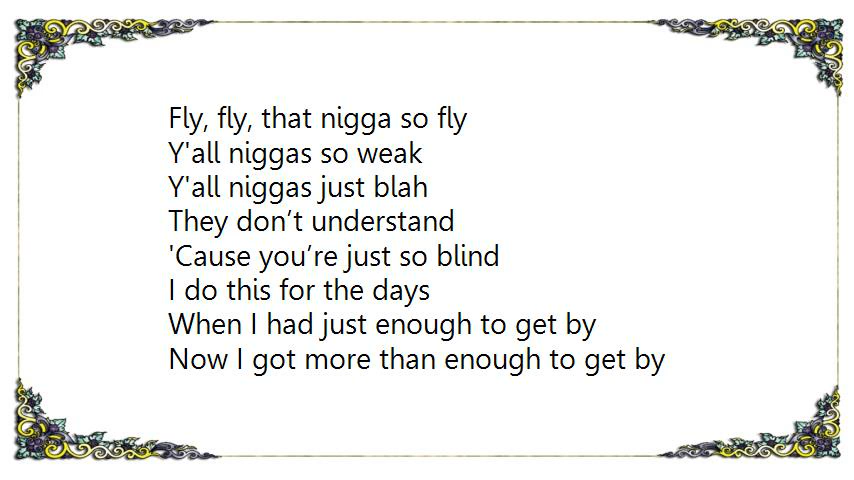 Fly, fly, that nigga so fly
Y'all niggas so weak
Y'all niggas just blah
They don’t understand
'Cause you’re just so blind
I do this for the days
When I had just enough to get by
Now I got more than enough to get by